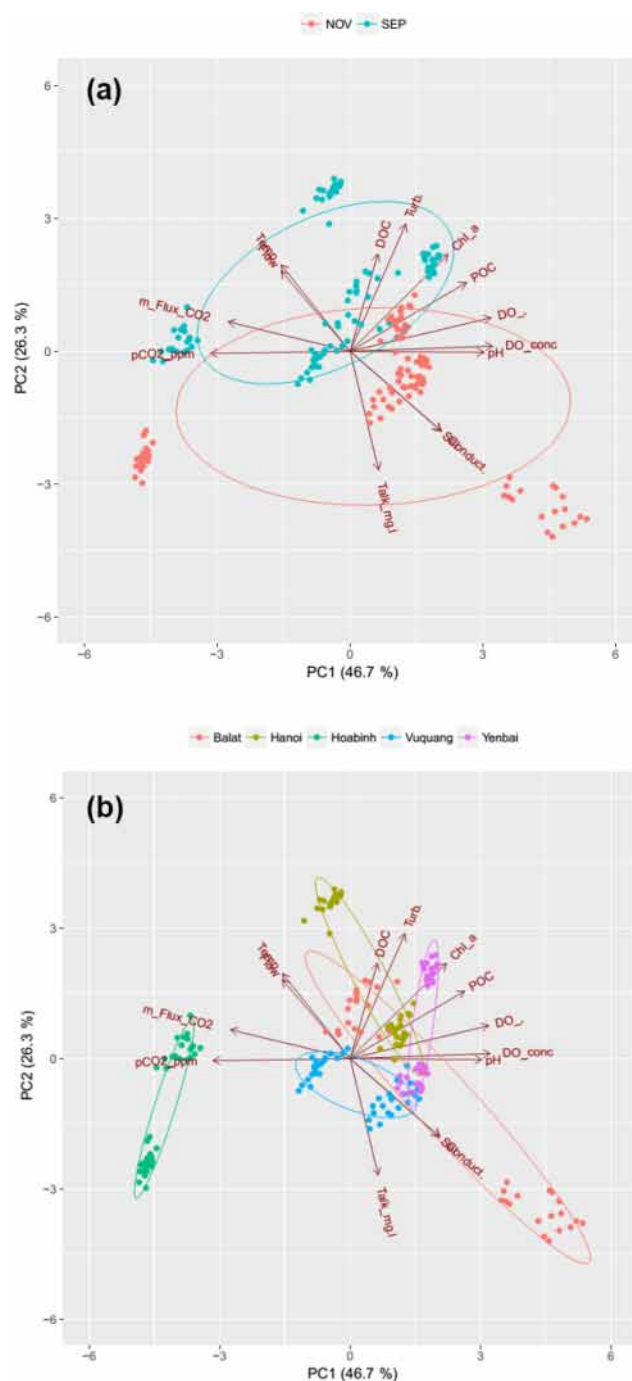 NOV SEP
(a)
6
3
0
-3
-6
PC2 (26.3 %)
DOC
Turb.
Chl_a
POC
DO_.
DO_conc
pH
m_Flux_CO2
pCO2_ppm
Conduct.
Talk_mg.l
-6 -3 0 3 6
PC1 (46.7 %)
Balat Hanoi Hoabinh Vuquang Yenbai
(b)
6
3
0
-3
-6
PC2 (26.3 %)
DOC
Turb.
Chl_a
POC
DO_.
DO_conc
pH
m_Flux_CO2
pCO2_ppm
Conduct.
Talk_mg.l
-6 -3 0 3 6
PC1 (46.7 %)